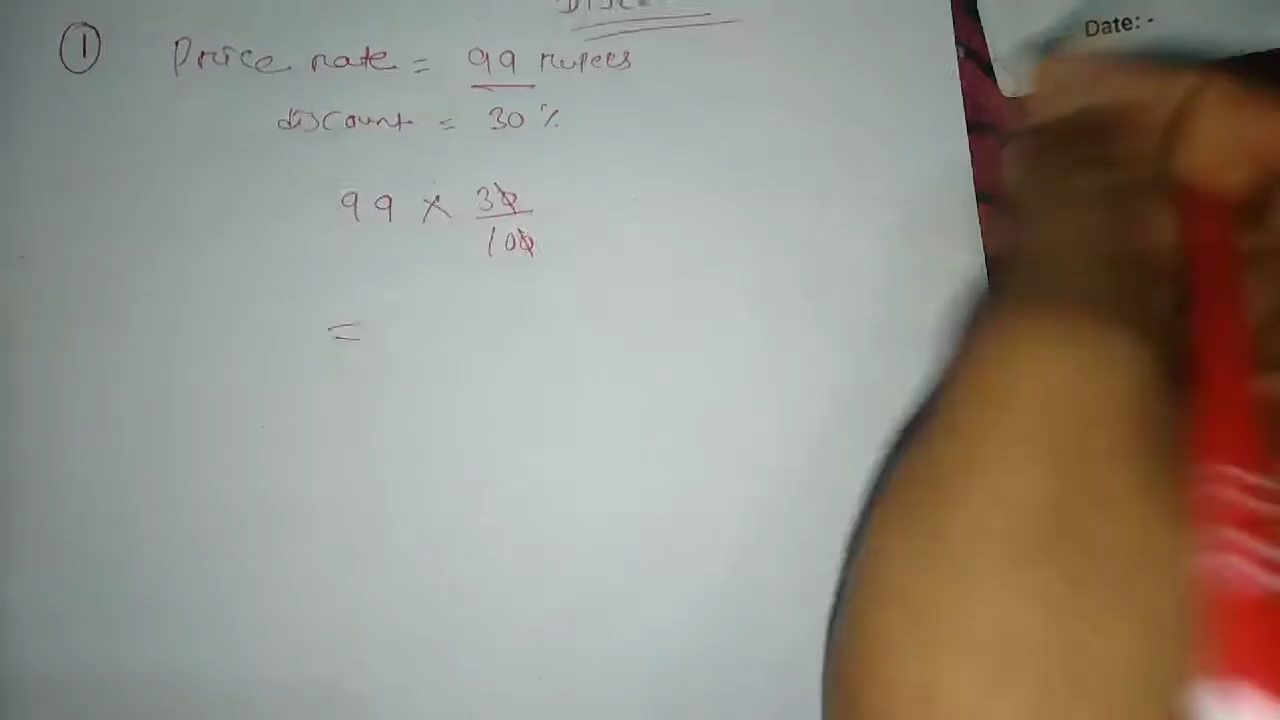 Date:-
① Price rate = 99 rupees
discount = 30%
99 × 30/100
=